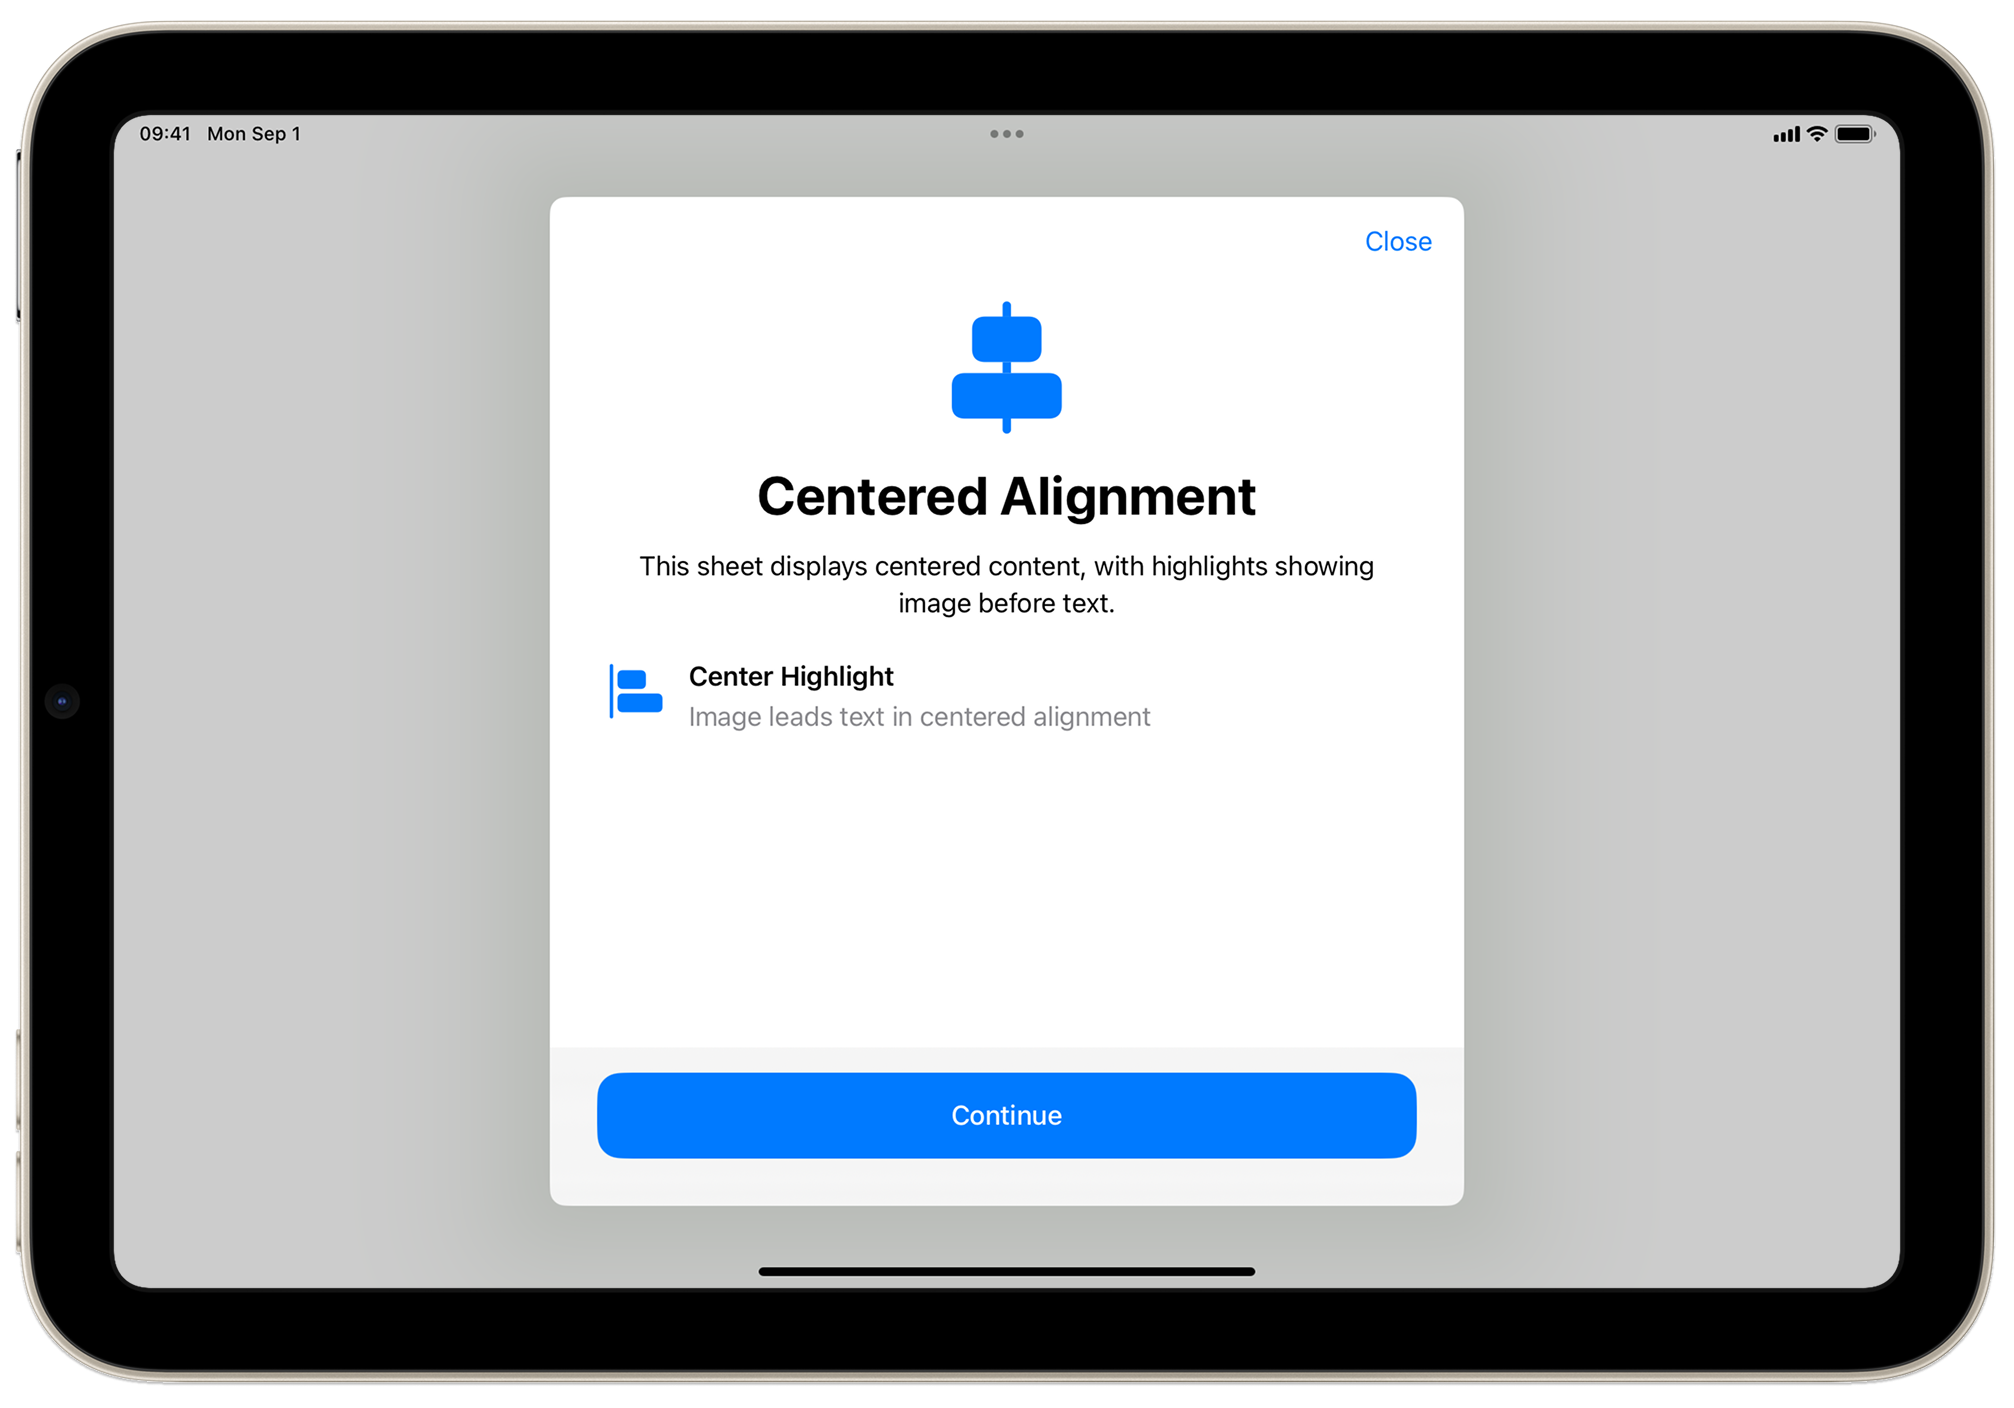 09:41 Mon Sep 1
Close
Centered Alignment
This sheet displays centered content, with highlights showing
image before text.
Center Highlight
Image leads text in centered alignment
Continue